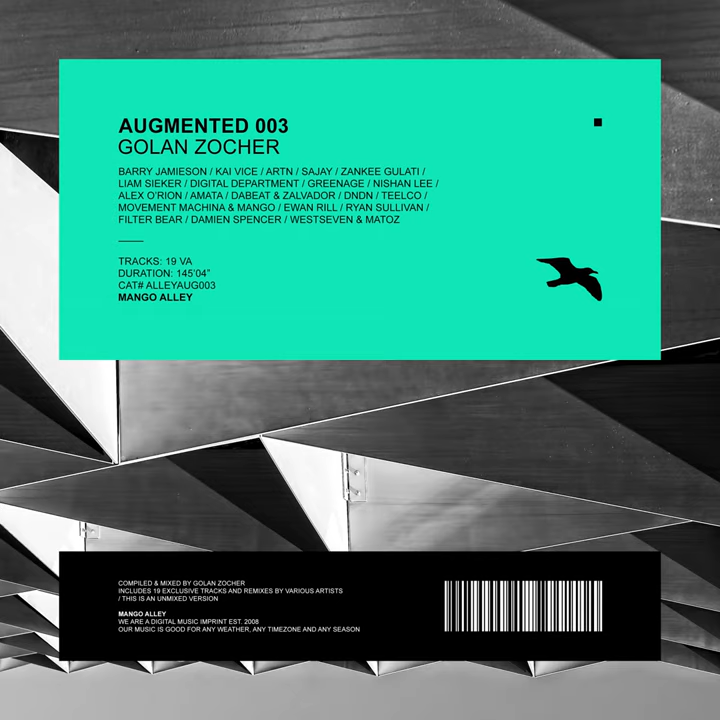 AUGMENTED 003
GOLAN ZOCHER
BARRY JAMIESON / KAI VICE / ARTN / SAJAY / ZANKEE GULATI /
LIAM SIEKER / DIGITAL DEPARTMENT / GREENAGE / NISHAN LEE /
ALEX O'RION / AMATA / DABEAT & ZALVADOR / DNDN / TEELCO /
MOVEMENT MACHINA & MANGO / EWAN RILL / RYAN SULLIVAN /
FILTER BEAR / DAMIEN SPENCER / WESTSEVEN & MATOZ
TRACKS: 19 VA
DURATION: 145'04"
CAT# ALLEYAUG003
MANGO ALLEY
COMPILED & MIXED BY GOLAN ZOCHER
INCLUDES 19 EXCLUSIVE TRACKS AND REMIXES BY VARIOUS ARTISTS
/ THIS IS AN UNMIXED VERSION
MANGO ALLEY
WE ARE A DIGITAL MUSIC IMPRINT EST. 2008
OUR MUSIC IS GOOD FOR ANY WEATHER, ANY TIMEZONE AND ANY SEASON